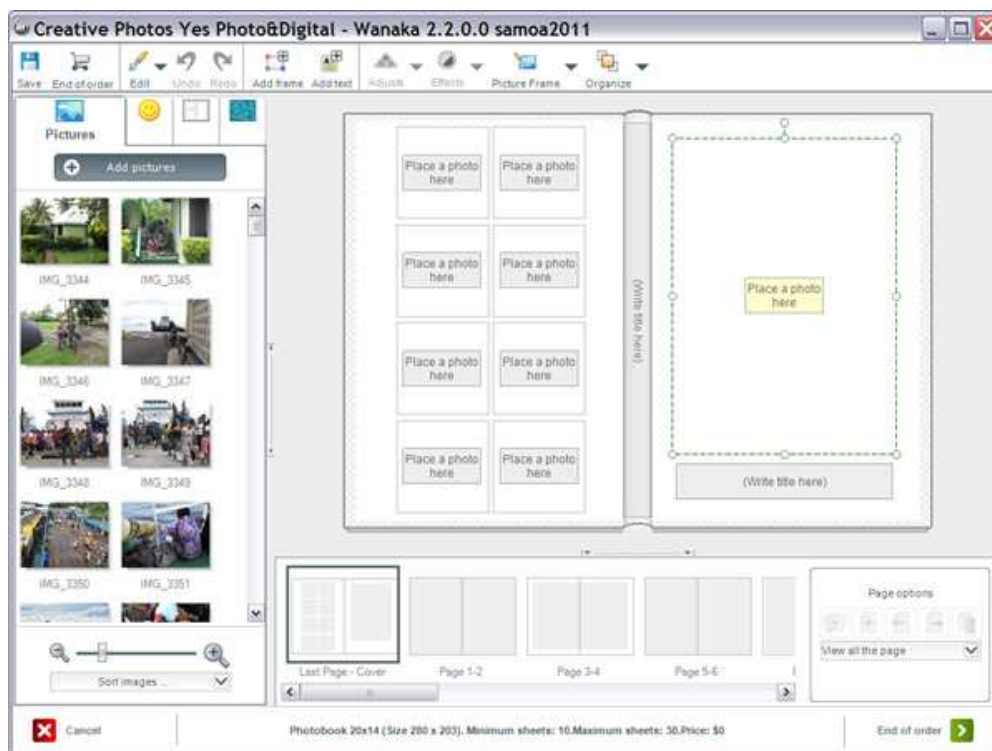 Creative Photos Yes Photo&Digital - Wanaka 2.2.0.0 samoa2011
Save End of order Edit Undo Redo Add frame Add text Adjusts Effects Picture Frame Organize
Pictures
Add pictures
IMG_3344 IMG_3345
IMG_3346 IMG_3347
IMG_3348 IMG_3349
IMG_3350 IMG_3351
Sort images ...
Place a photo here
Place a photo here
Place a photo here
Place a photo here
Place a photo here
Place a photo here
Place a photo here
Place a photo here
(Write title here)
Place a photo here
(Write title here)
Last Page - Cover Page 1-2 Page 3-4 Page 5-6
Page options
View all the page
Cancel
Photobook 20x14 (Size 280 x 203). Minimum sheets: 10.Maximum sheets: 30.Price: $0
End of order